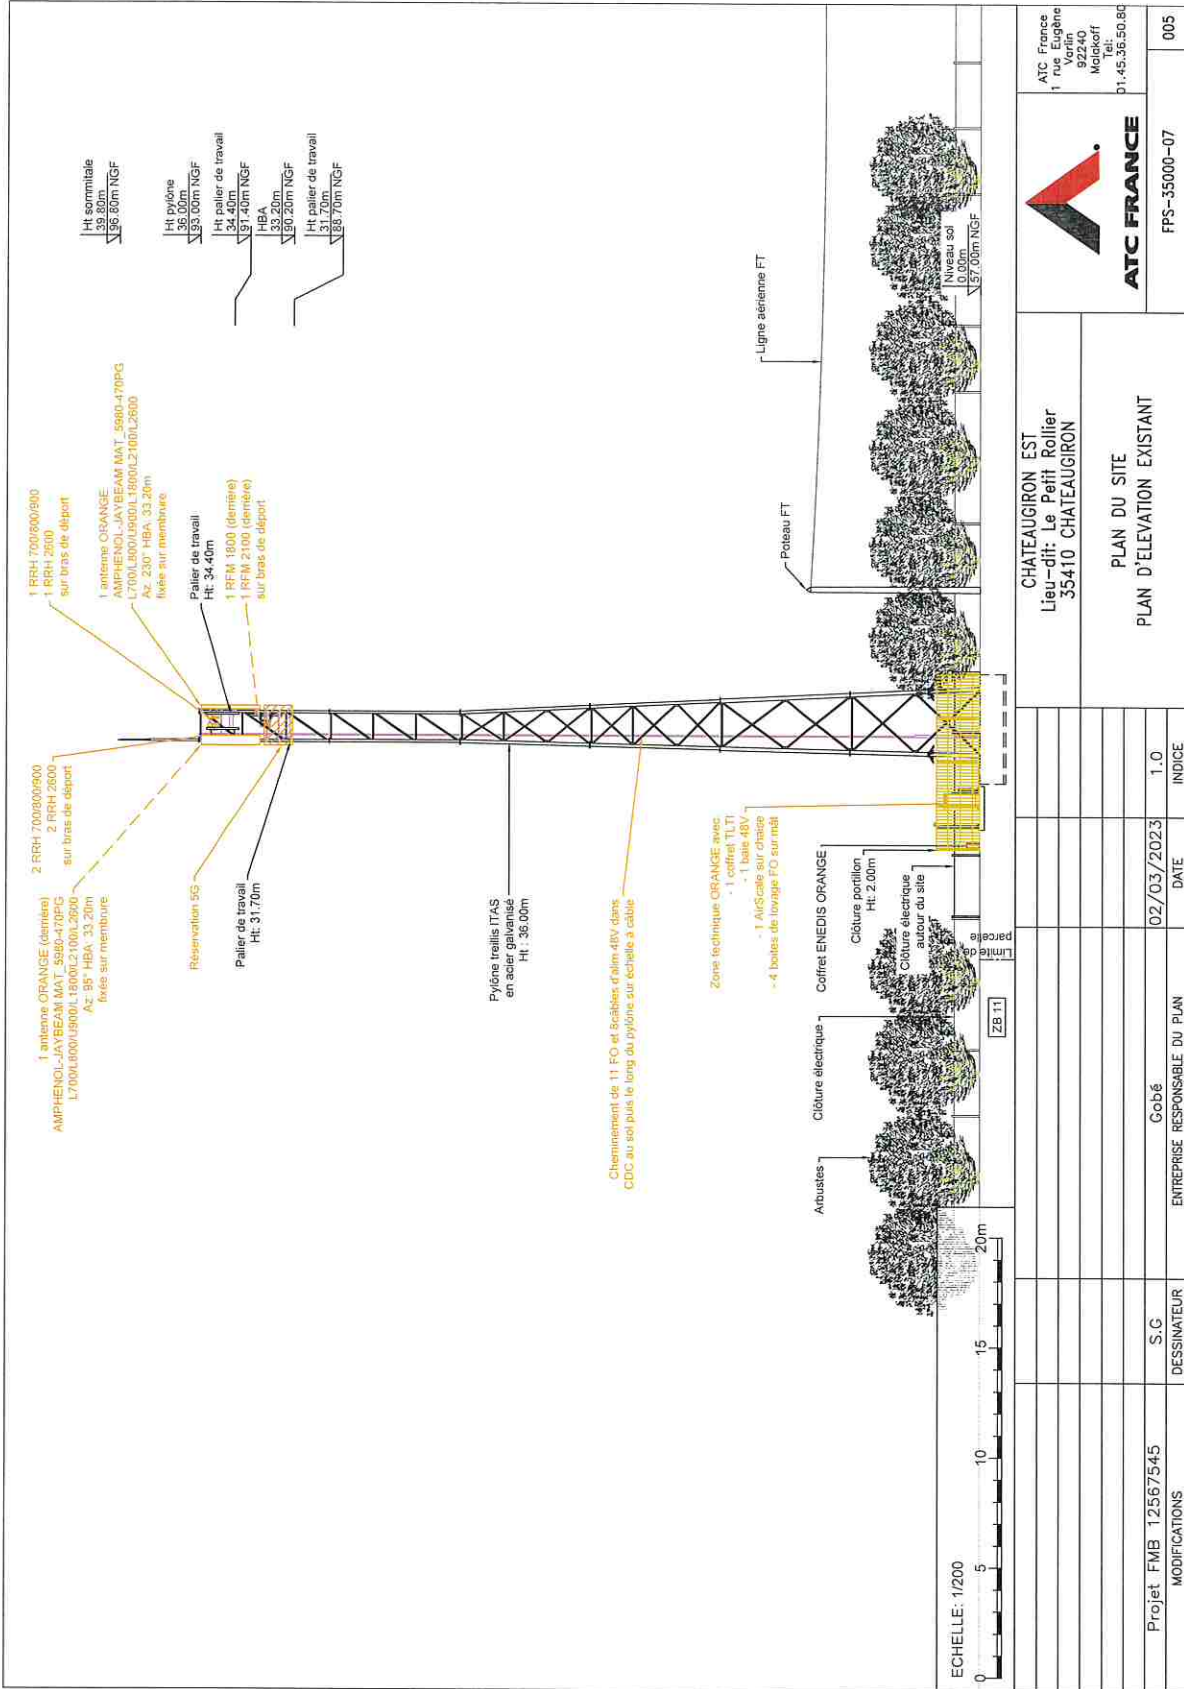 1 antenne ORANGE (derrière)
AMPHENOL-JAYBEAM MAT_5980-470PG
L700/L800/U900/L1800/L2100/L2600
Az: 95° HBA: 33.20m
fixée sur membrure
2 RRH 700/800/900
2 RRH 2600
sur bras de déport
1 RRH 700/800/900
1 RRH 2600
sur bras de déport
1 antenne ORANGE
AMPHENOL-JAYBEAM MAT_5980-470PG
L700/L800/U900/L1800/L2100/L2600
Az: 230° HBA: 33.20m
fixée sur membrure
Palier de travail
Ht: 34.40m
1 RFM 1800 (derrière)
1 RFM 2100 (derrière)
sur bras de déport
Ht sommitale
39.80m
96.80m NGF
Ht pylône
36.00m
93.00m NGF
Ht palier de travail
34.40m
91.40m NGF
HBA
33.20m
90.20m NGF
Ht palier de travail
31.70m
88.70m NGF
Réservation 5G
Palier de travail
Ht: 31.70m
Pylône treillis ITAS
en acier galvanisé
Ht : 36.00m
Cheminement de 11 FO et 8câbles d'alim 48V dans
CDC au sol puis le long du pylône sur échelle à câble
Zone technique ORANGE avec:
- 1 coffret TLTI
- 1 baie 48V
- 1 AirScale sur chaise
- 4 boites de lovage FO sur mât
Coffret ENEDIS ORANGE
Clôture portillon
Ht: 2.00m
Clôture électrique
autour du site
Clôture électrique
Arbustes
Poteau FT
Ligne aérienne FT
Niveau sol
0.00m
57.00m NGF
Limite de
parcelle
ZB 11
ECHELLE: 1/200
0 5 10 15 20m
CHATEAUGIRON EST
Lieu-dit: Le Petit Rollier
35410 CHATEAUGIRON
PLAN DU SITE
PLAN D'ELEVATION EXISTANT
ATC FRANCE
ATC France
1 rue Eugène
Varlin
92240
Malakoff
Tel:
01.45.36.50.80
FPS-35000-07
005
Projet FMB 12567545
S.G
Gobé
02/03/2023
1.0
MODIFICATIONS
DESSINATEUR
ENTREPRISE RESPONSABLE DU PLAN
DATE
INDICE